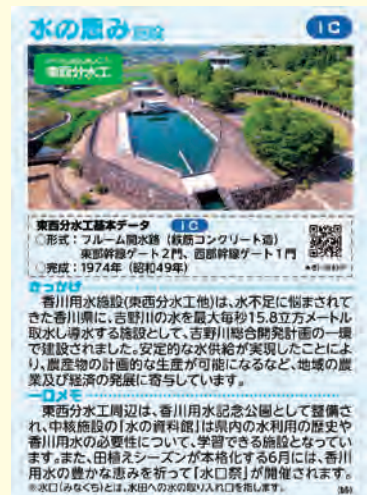 水の恵み 施設
IC
東西分水工
東西分水工基本データ IC
○形式:フルーム開水路(鉄筋コンクリート造)
東部幹線ゲート2門、西部幹線ゲート1門
○完成:1974年(昭和49年)
きっかけ
香川用水施設(東西分水工他)は、水不足に悩まされて
きた香川県に、吉野川の水を最大毎秒15.8立方メートル
取水し導水する施設として、吉野川総合開発計画の一環
で建設されました。安定的な水供給が実現したことによ
り、農産物の計画的な生産が可能になるなど、地域の農
業及び経済の発展に寄与しています。
一口メモ
東西分水工周辺は、香川用水記念公園として整備さ
れ、中核施設の「水の資料館」は県内の水利用の歴史や
香川用水の必要性について、学習できる施設となってい
ます。また、田植えシーズンが本格化する6月には、香川
用水の豊かな恵みを祈って「水口祭」が開催されます。
※水口(みなくち)とは、水田への水の取り入れ口を指します。